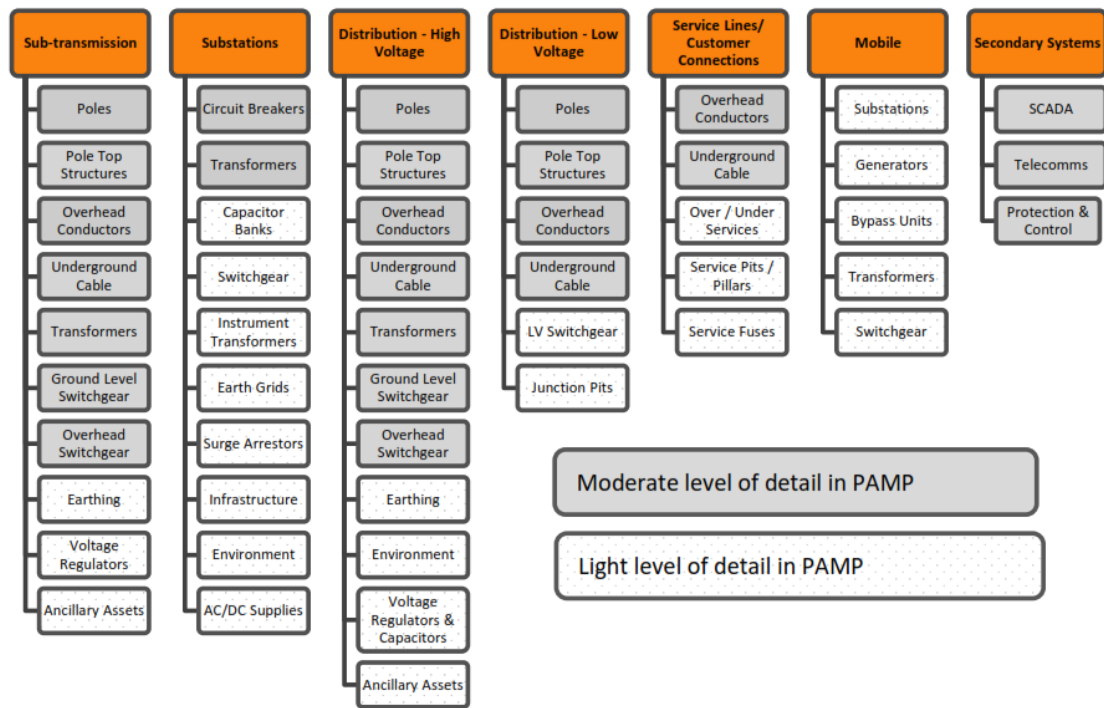 Sub-transmission
Poles
Pole Top
Structures
Overhead
Conductors
Underground
Cable
Transformers
Ground Level
Switchgear
Overhead
Switchgear
Earthing
Voltage
Regulators
Ancillary Assets
Substations
Circuit Breakers
Transformers
Capacitor
Banks
Switchgear
Instrument
Transformers
Earth Grids
Surge Arrestors
Infrastructure
Environment
AC/DC Supplies
Distribution - High
Voltage
Poles
Pole Top
Structures
Overhead
Conductors
Underground
Cable
Transformers
Ground Level
Switchgear
Overhead
Switchgear
Earthing
Environment
Voltage
Regulators &
Capacitors
Ancillary Assets
Distribution - Low
Voltage
Poles
Pole Top
Structures
Overhead
Conductors
Underground
Cable
LV Switchgear
Junction Pits
Service Lines/
Customer
Connections
Overhead
Conductors
Underground
Cable
Over / Under
Services
Service Pits /
Pillars
Service Fuses
Mobile
Substations
Generators
Bypass Units
Transformers
Switchgear
Secondary Systems
SCADA
Telecomms
Protection &
Control
Moderate level of detail in PAMP
Light level of detail in PAMP